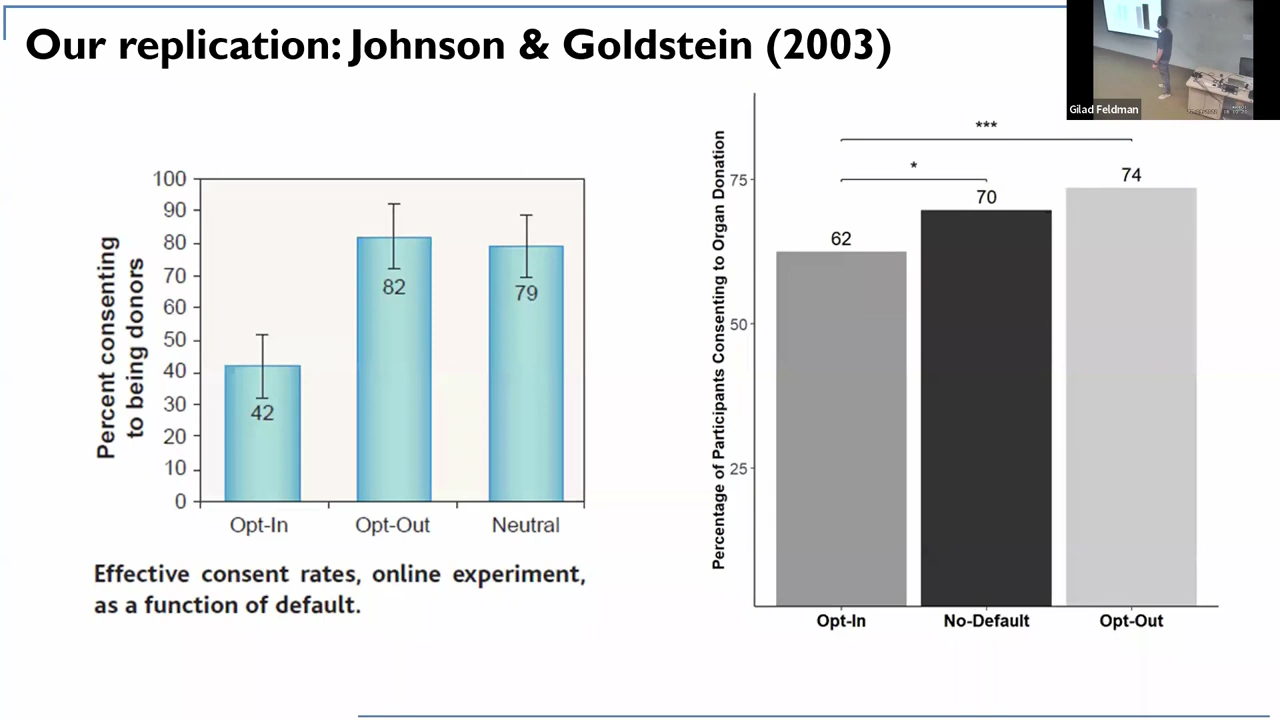 Our replication: Johnson & Goldstein (2003)
Gilad Feldman
Percent consenting
to being donors
100
90
80
70
60
50
40
30
20
10
0
42
82
79
Opt-In
Opt-Out
Neutral
Effective consent rates, online experiment,
as a function of default.
Percentage of Participants Consenting to Organ Donation
75
50
25
***
*
62
70
74
Opt-In
No-Default
Opt-Out